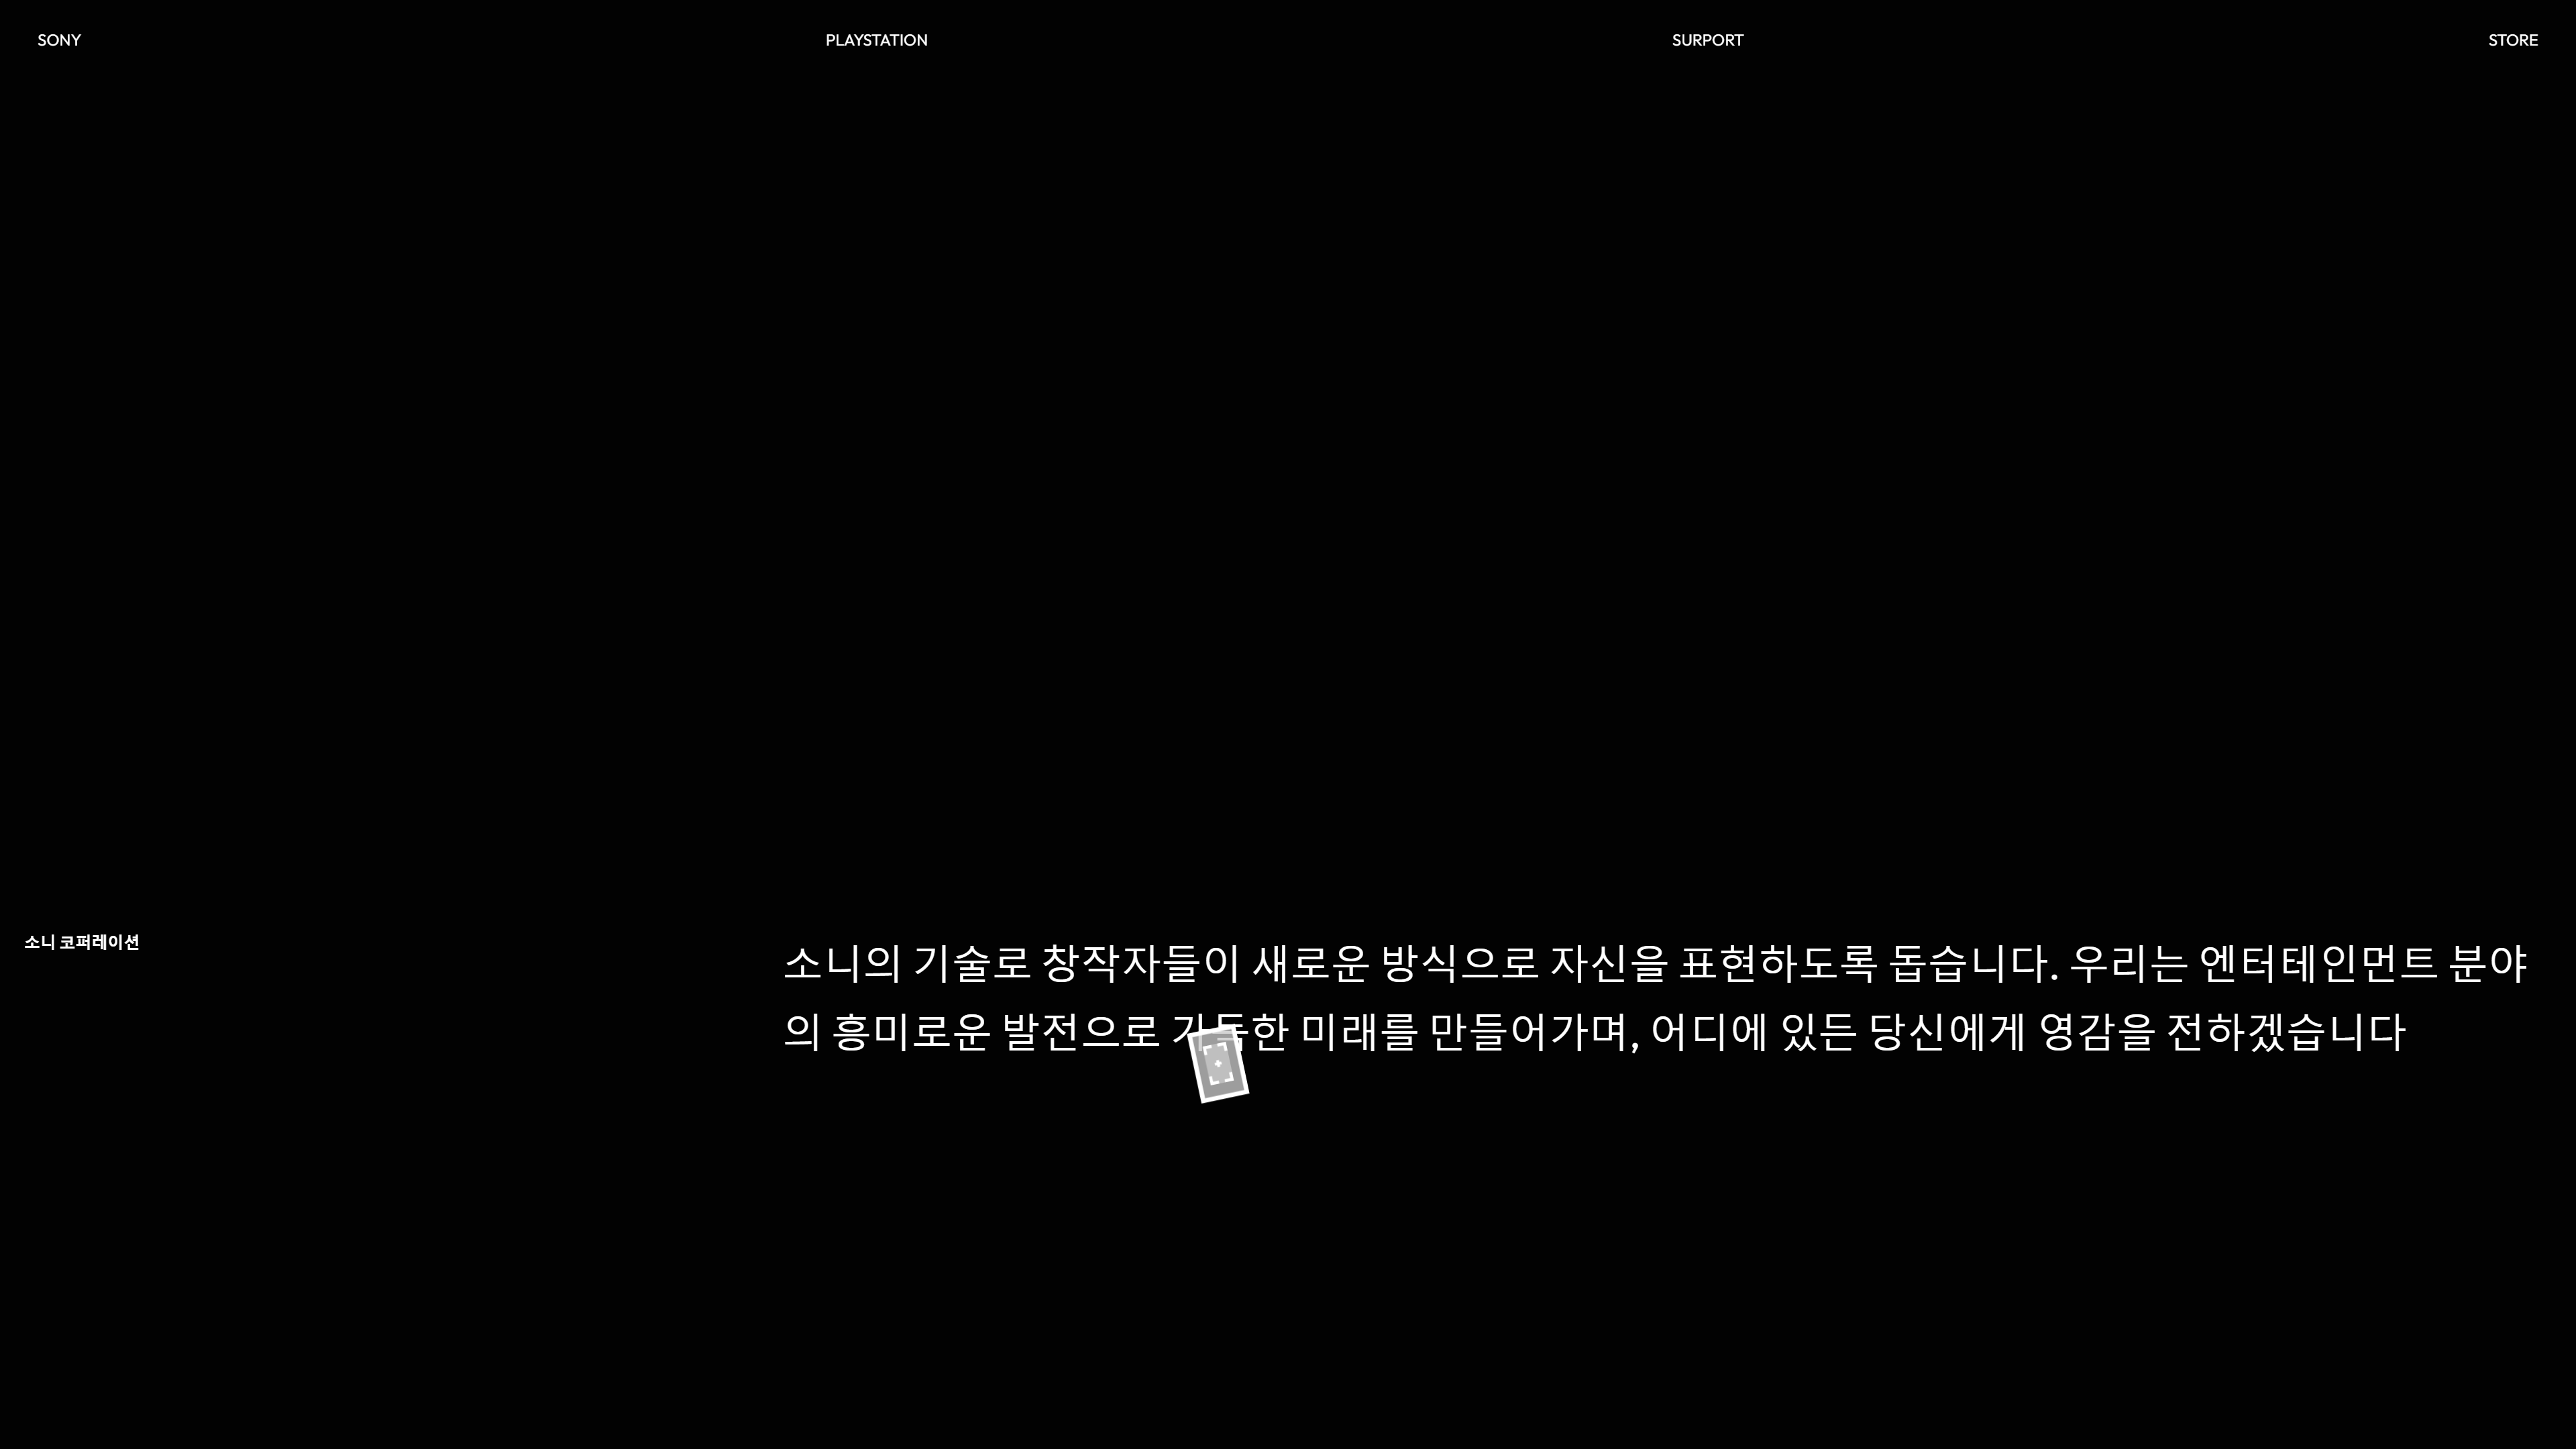 SONY
PLAYSTATION
SURPORT
STORE
소니 코퍼레이션
소니의 기술로 창작자들이 새로운 방식으로 자신을 표현하도록 돕습니다. 우리는 엔터테인먼트 분야
의 흥미로운 발전으로 가득한 미래를 만들어가며, 어디에 있든 당신에게 영감을 전하겠습니다